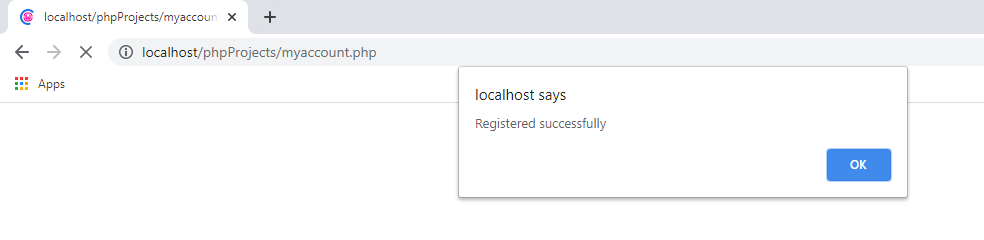 localhost/phpProjects/myaccoun
localhost/phpProjects/myaccount.php
Apps
localhost says
Registered successfully
OK